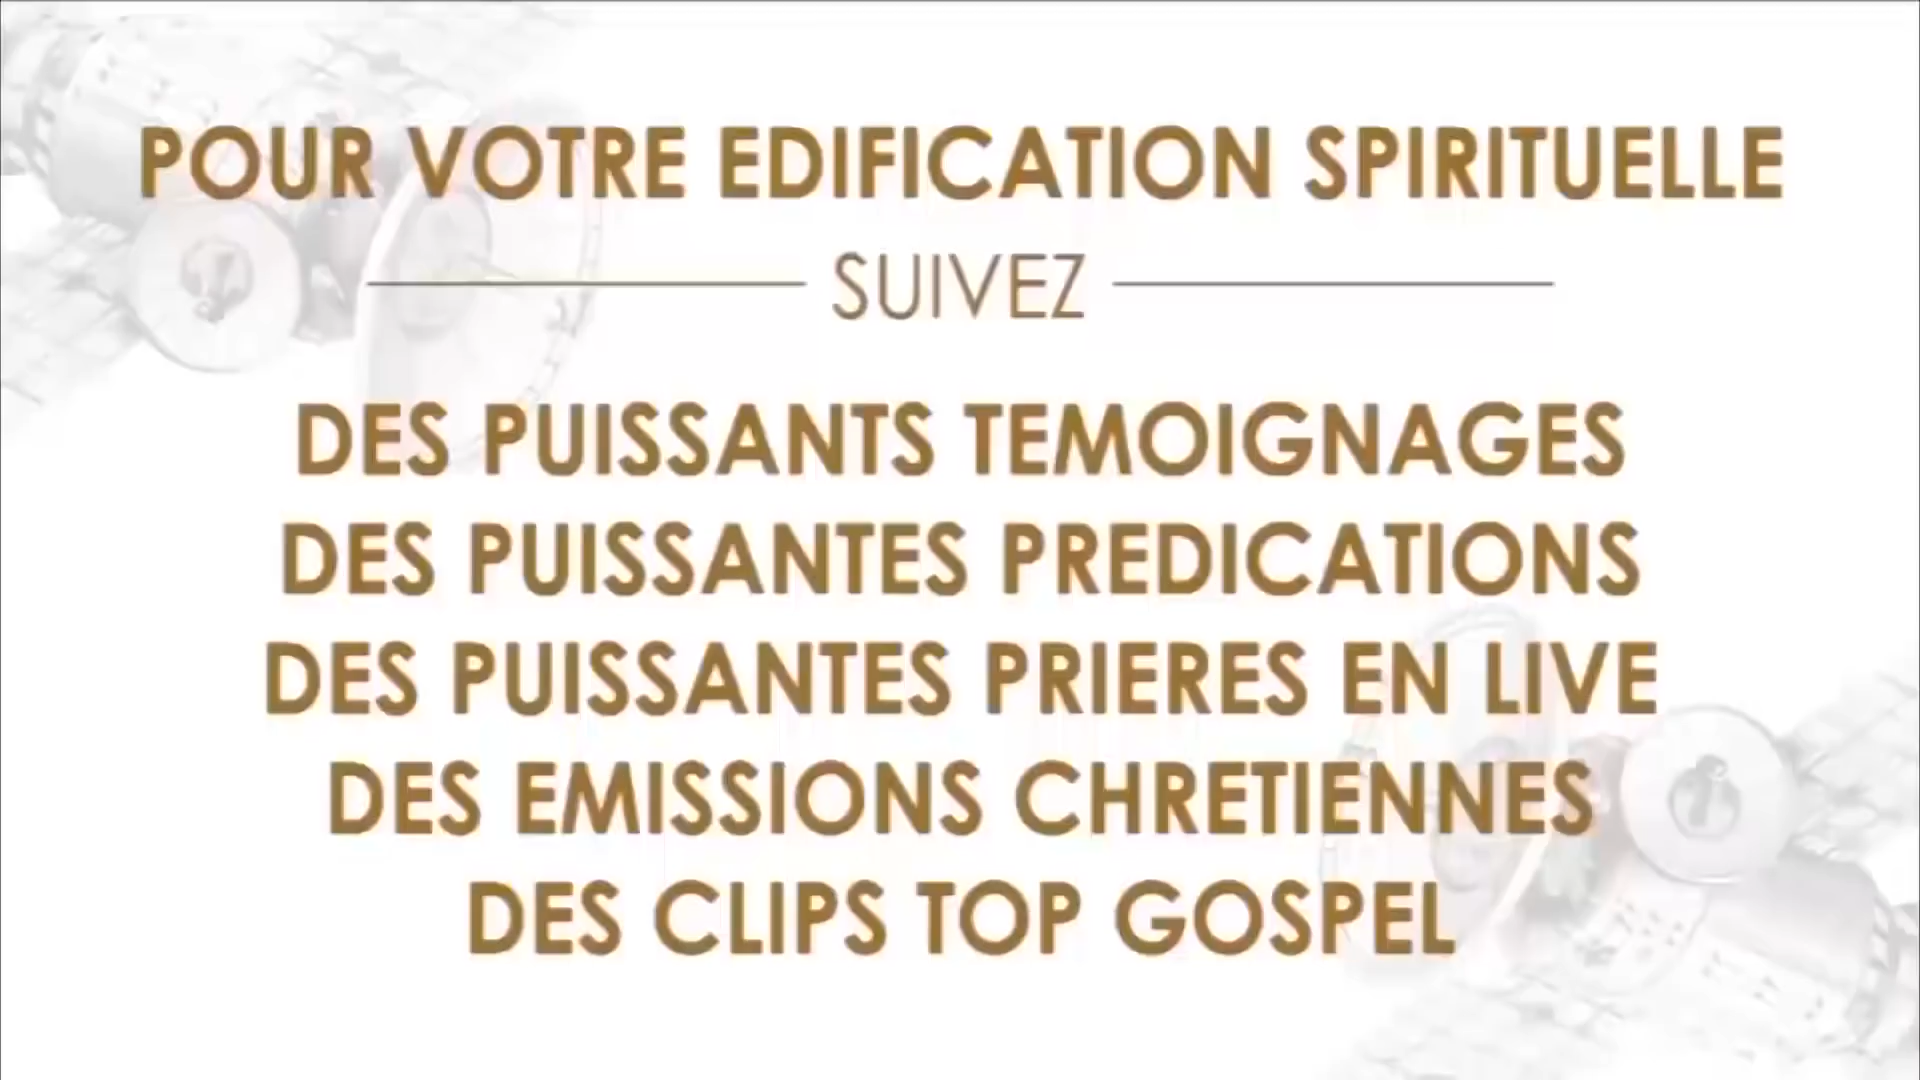 POUR VOTRE EDIFICATION SPIRITUELLE
SUIVEZ
DES PUISSANTS TEMOIGNAGES
DES PUISSANTES PREDICATIONS
DES PUISSANTES PRIERES EN LIVE
DES EMISSIONS CHRETIENNES
DES CLIPS TOP GOSPEL